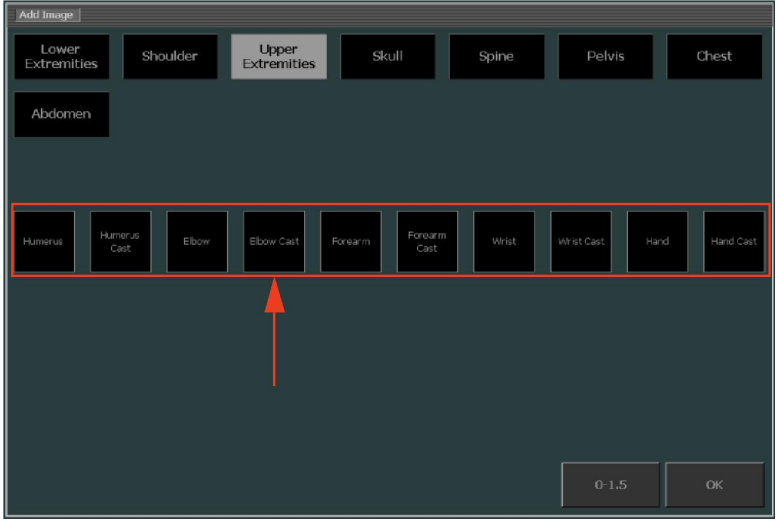 Add Image
Lower
Extremities
Shoulder
Upper
Extremities
Skull
Spine
Pelvis
Chest
Abdomen
Humerus
Humerus
Cast
Elbow
Elbow Cast
Forearm
Forearm
Cast
Wrist
Wrist Cast
Hand
Hand Cast
0-1.5
OK